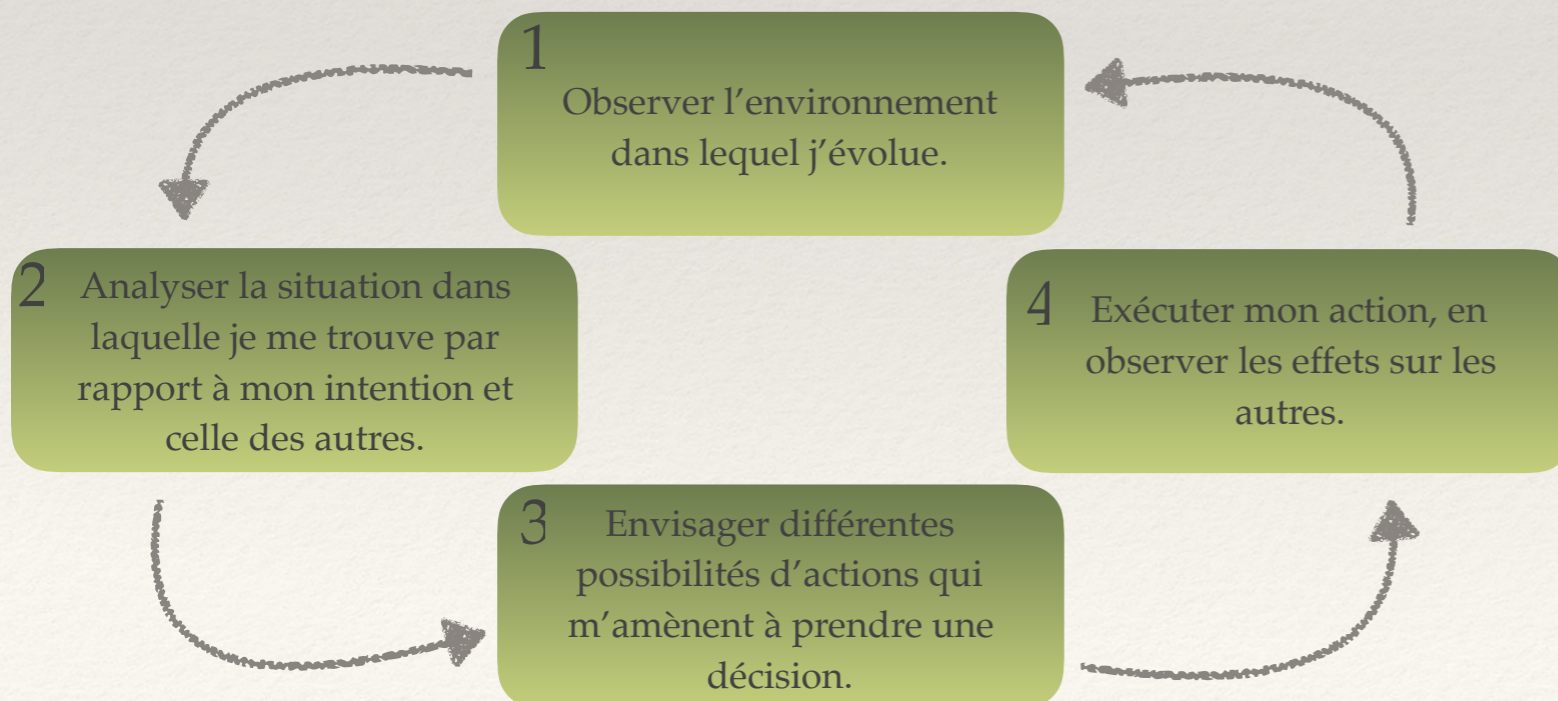 1
Observer l’environnement
dans lequel j’évolue.
2
Analyser la situation dans
laquelle je me trouve par
rapport à mon intention et
celle des autres.
3
Envisager différentes
possibilités d’actions qui
m’amènent à prendre une
décision.
4
Exécuter mon action, en
observer les effets sur les
autres.